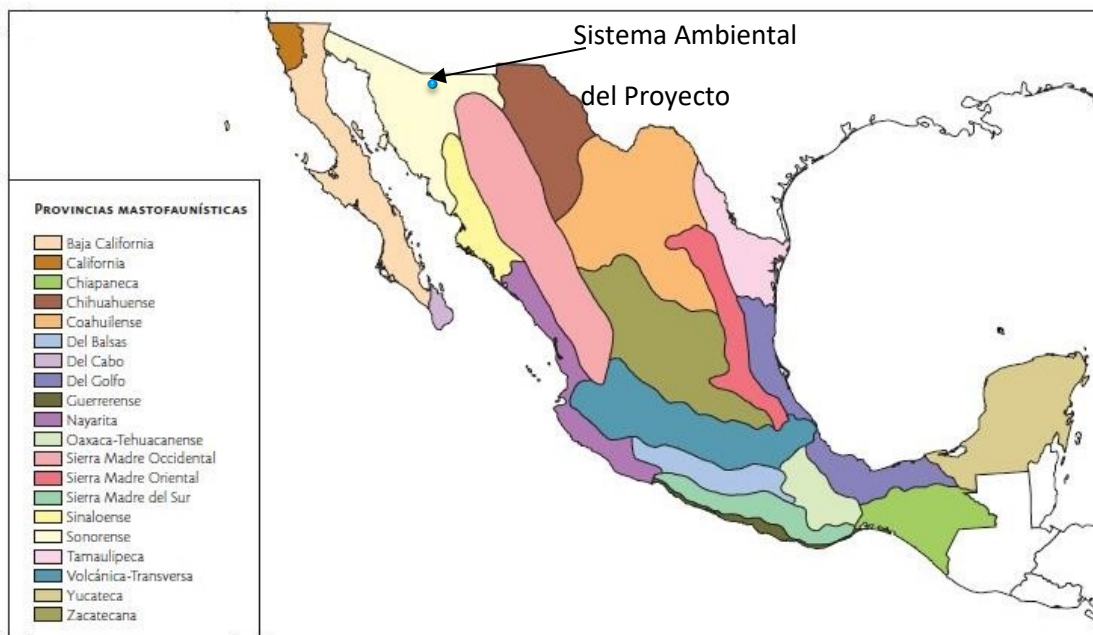 Sistema Ambiental
del Proyecto
PROVINCIAS MASTOFAUNÍSTICAS
Baja California
California
Chiapaneca
Chihuahuense
Coahuilense
Del Balsas
Del Cabo
Del Golfo
Guerrerense
Nayarita
Oaxaca-Tehuacanense
Sierra Madre Occidental
Sierra Madre Oriental
Sierra Madre del Sur
Sinaloense
Sonorense
Tamaulipeca
Volcánica-Transversa
Yucateca
Zacatecana